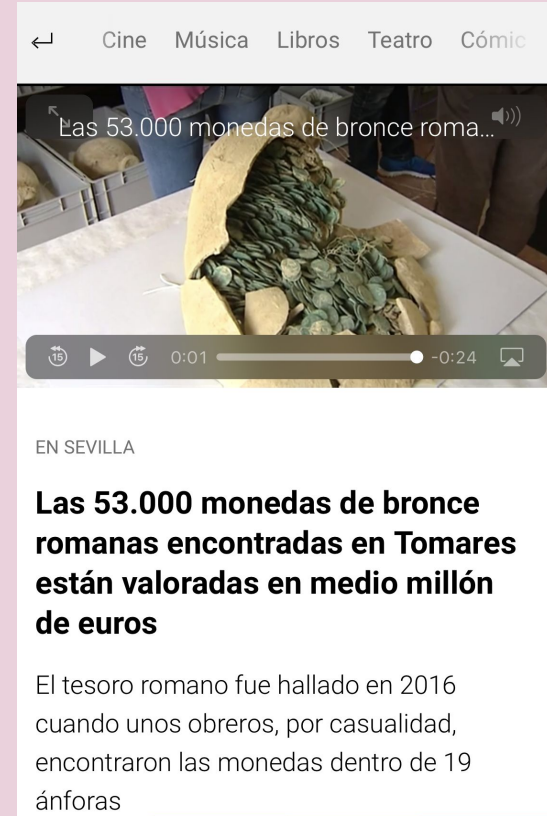 Cine Música Libros Teatro Cómic
Las 53.000 monedas de bronce roma...
15 15 0:01 -0:24
EN SEVILLA
Las 53.000 monedas de bronce
romanas encontradas en Tomares
están valoradas en medio millón
de euros
El tesoro romano fue hallado en 2016
cuando unos obreros, por casualidad,
encontraron las monedas dentro de 19
ánforas